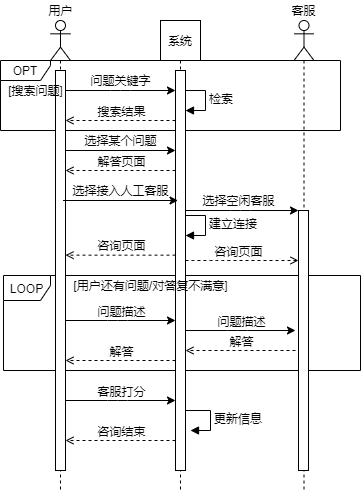 用户
系统
客服
OPT
[搜索问题]
问题关键字
检索
搜索结果
选择某个问题
解答页面
选择接入人工客服
选择空闲客服
建立连接
咨询页面
咨询页面
LOOP
[用户还有问题/对答复不满意]
问题描述
问题描述
解答
解答
客服打分
更新信息
咨询结束